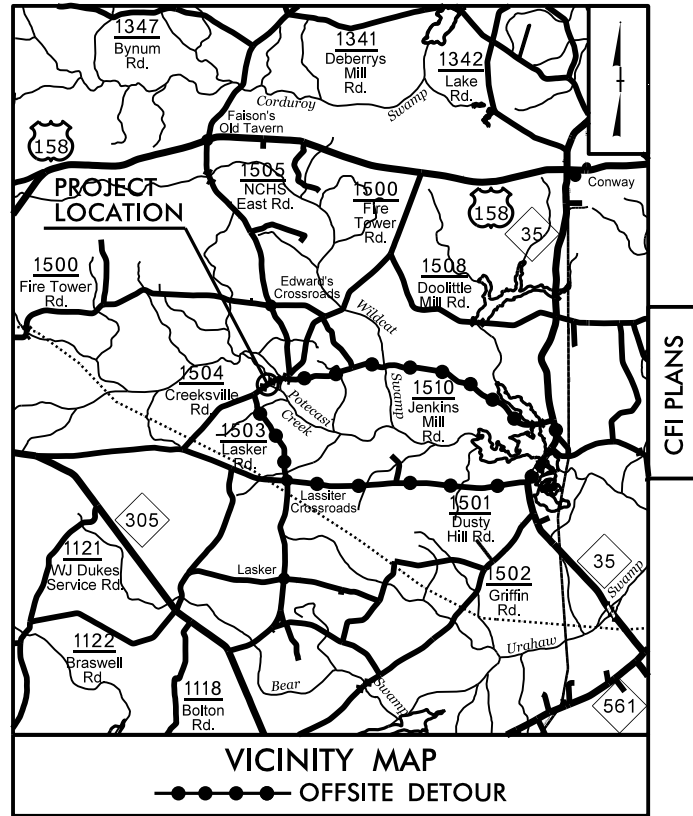 1347
Bynum
Rd.
1341
Deberrys
Mill
Rd.
1342
Lake
Rd.
Corduroy
Swamp
Faison's
Old Tavern
158
1505
NCHS
East Rd.
1500
Fire
Tower
Rd.
Conway
158
35
PROJECT
LOCATION
1500
Fire Tower
Rd.
Edward's
Crossroads
1508
Doolittle
Mill Rd.
Wildcat
Swamp
1504
Creeksville
Rd.
Potecasi
Creek
1510
Jenkins
Mill
Rd.
1503
Lasker
Rd.
Lassiter
Crossroads
1501
Dusty
Hill Rd.
305
1121
WJ Dukes
Service Rd.
Lasker
1502
Griffin
Rd.
35
Swamp
Urahaw
1122
Braswell
Rd.
1118
Bolton
Rd.
Bear
Swamp
561
CFI PLANS
VICINITY MAP
OFFSITE DETOUR